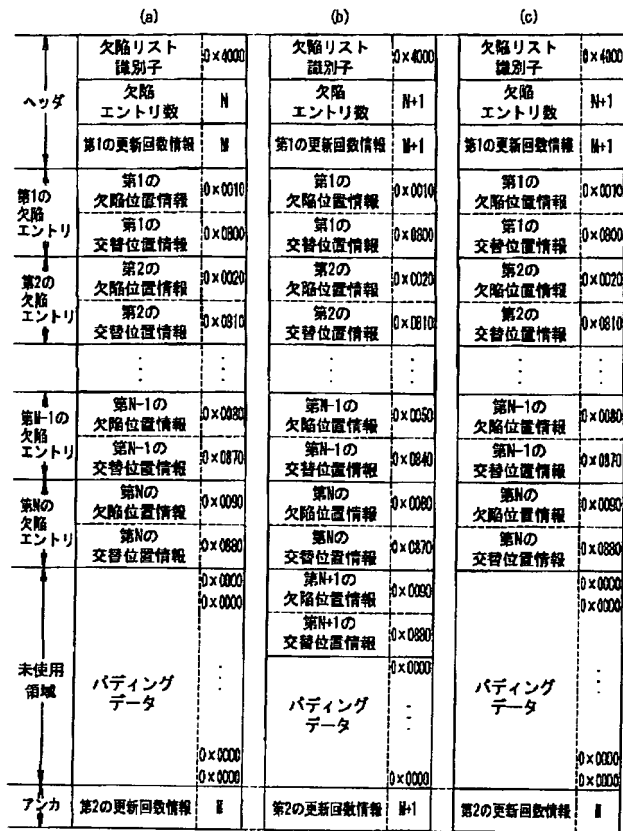 (a) (b) (c)
ヘッダ
欠陥リスト
識別子
0×4000
欠陥リスト
識別子
0×4000
欠陥リスト
識別子
0×4000
欠陥
エントリ数
N
欠陥
エントリ数
N+1
欠陥
エントリ数
N+1
第1の更新回数情報
M
第1の更新回数情報
M+1
第1の更新回数情報
M+1
第1の
欠陥
エントリ
第1の
欠陥位置情報
0×0010
第1の
欠陥位置情報
0×0010
第1の
欠陥位置情報
0×0010
第1の
交替位置情報
0×0800
第1の
交替位置情報
0×0800
第1の
交替位置情報
0×0800
第2の
欠陥
エントリ
第2の
欠陥位置情報
0×0020
第2の
欠陥位置情報
0×0020
第2の
欠陥位置情報
0×0020
第2の
交替位置情報
0×0810
第2の
交替位置情報
0×0810
第2の
交替位置情報
0×0810
第N-1の
欠陥
エントリ
第N-1の
欠陥位置情報
0×0080
第N-1の
欠陥位置情報
0×0050
第N-1の
欠陥位置情報
0×0080
第N-1の
交替位置情報
0×0870
第N-1の
交替位置情報
0×0840
第N-1の
交替位置情報
0×0870
第Nの
欠陥
エントリ
第Nの
欠陥位置情報
0×0090
第Nの
欠陥位置情報
0×0080
第Nの
欠陥位置情報
0×0090
第Nの
交替位置情報
0×0880
第Nの
交替位置情報
0×0870
第Nの
交替位置情報
0×0880
未使用
領域
0×0000
0×0000
パディング
データ
0×0000
0×0000
第N+1の
欠陥位置情報
0×0090
第N+1の
交替位置情報
0×0880
0×0000
パディング
データ
0×0000
0×0000
0×0000
パディング
データ
0×0000
0×0000
アンカ
第2の更新回数情報
M
第2の更新回数情報
M+1
第2の更新回数情報
M